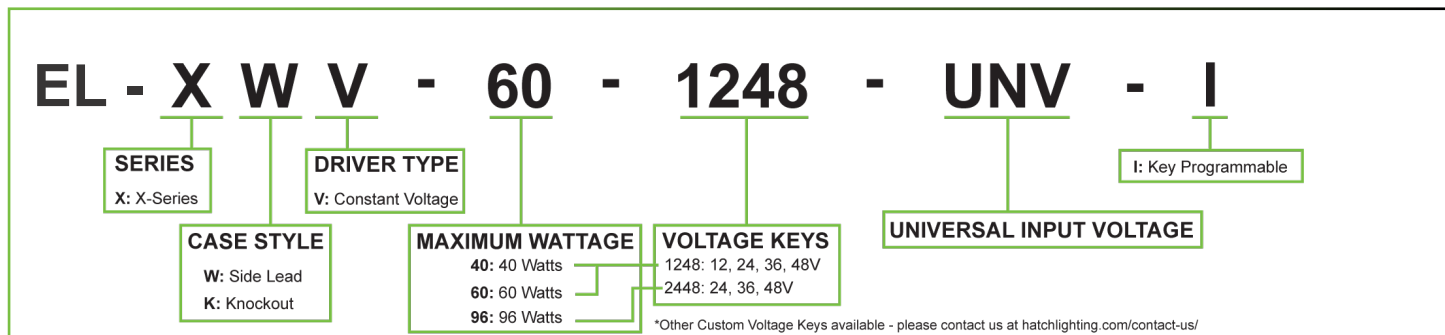 EL - X W V - 60 - 1248 - UNV - I
SERIES
X: X-Series
DRIVER TYPE
V: Constant Voltage
I: Key Programmable
CASE STYLE
W: Side Lead
K: Knockout
MAXIMUM WATTAGE
40: 40 Watts
60: 60 Watts
96: 96 Watts
VOLTAGE KEYS
1248: 12, 24, 36, 48V
2448: 24, 36, 48V
UNIVERSAL INPUT VOLTAGE
*Other Custom Voltage Keys available - please contact us at hatchlighting.com/contact-us/